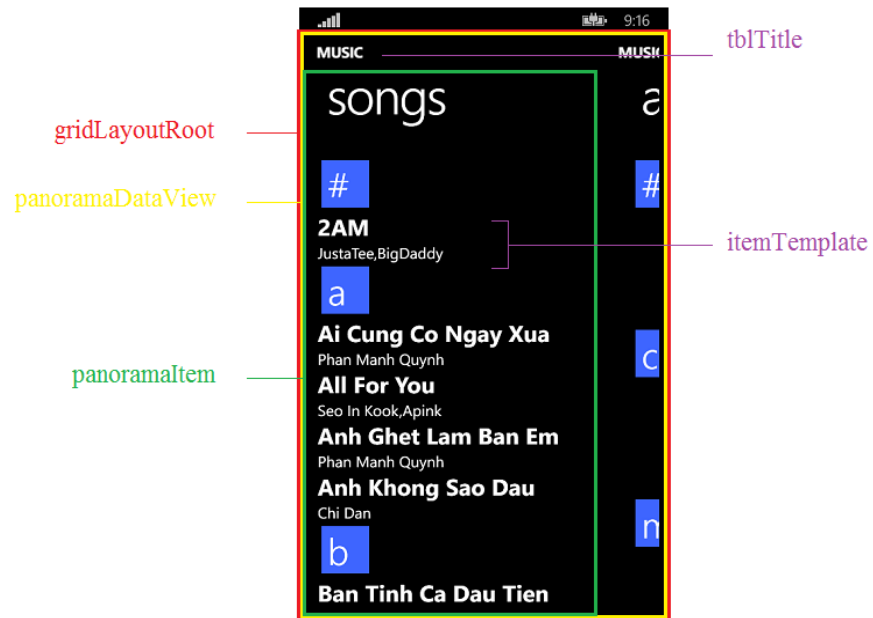 9:16
tblTitle
MUSIC
MUSIC
songs
a
gridLayoutRoot
#
#
panoramaDataView
2AM
JustaTee,BigDaddy
itemTemplate
a
Ai Cung Co Ngay Xua
Phan Manh Quynh
c
panoramaItem
All For You
Seo In Kook,Apink
Anh Ghet Lam Ban Em
Phan Manh Quynh
Anh Khong Sao Dau
Chi Dan
m
b
Ban Tinh Ca Dau Tien